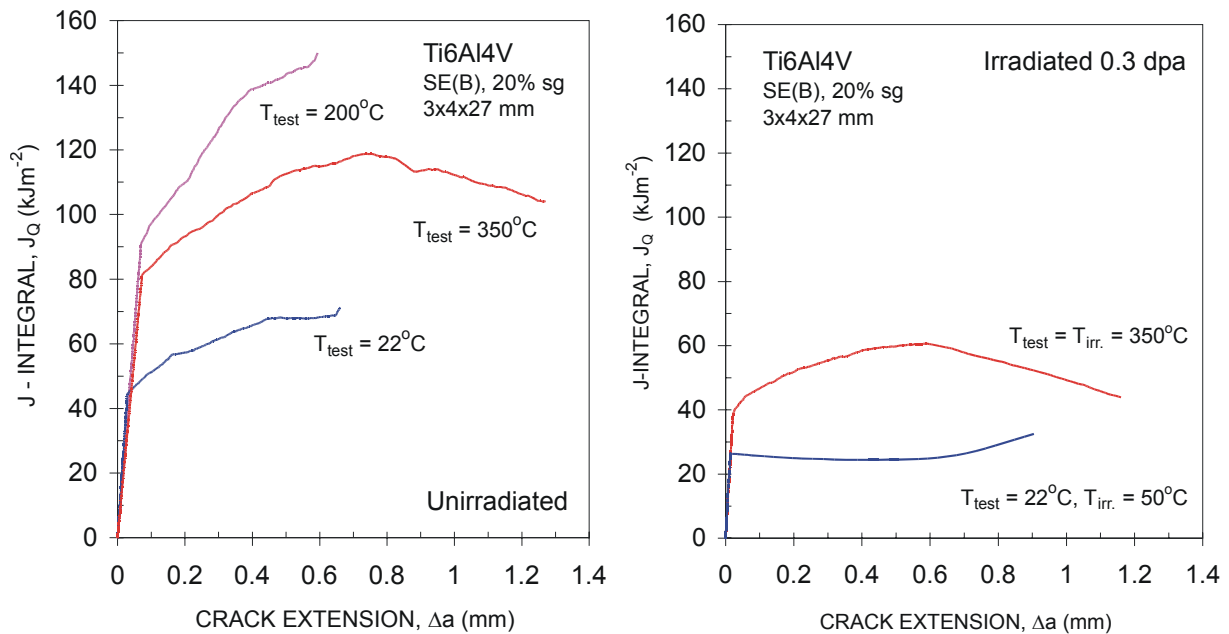 160
140
120
100
80
60
40
20
0
J - INTEGRAL, J_Q (kJm^-2)
Ti6Al4V
SE(B), 20% sg
3x4x27 mm
T_test = 200°C
T_test = 350°C
T_test = 22°C
Unirradiated
0 0.2 0.4 0.6 0.8 1 1.2 1.4
CRACK EXTENSION, Δa (mm)
160
140
120
100
80
60
40
20
0
J-INTEGRAL, J_Q (kJm^-2)
Ti6Al4V
SE(B), 20% sg
3x4x27 mm
Irradiated 0.3 dpa
T_test = T_irr. = 350°C
T_test = 22°C, T_irr. = 50°C
0 0.2 0.4 0.6 0.8 1 1.2 1.4
CRACK EXTENSION, Δa (mm)